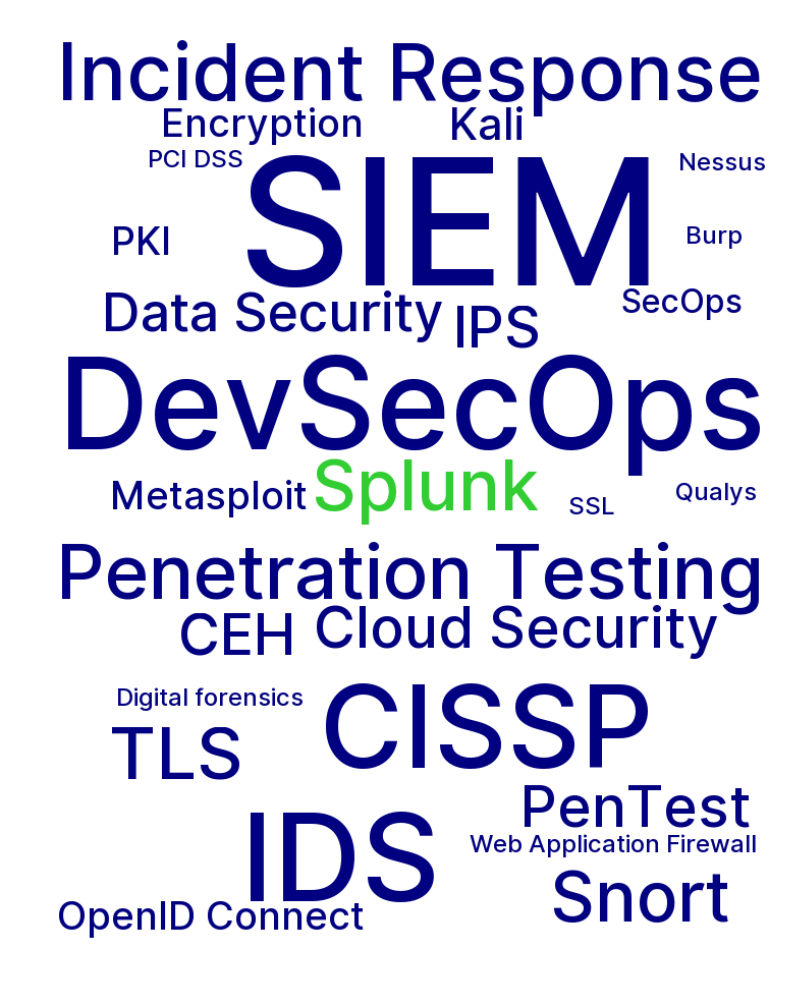 Incident Response
Encryption
Kali
PCI DSS
SIEM
Nessus
PKI
Burp
Data Security
IPS
SecOps
DevSecOps
Metasploit
Splunk
SSL
Qualys
Penetration Testing
CEH
Cloud Security
Digital forensics
CISSP
TLS
PenTest
IDS
Web Application Firewall
Snort
OpenID Connect